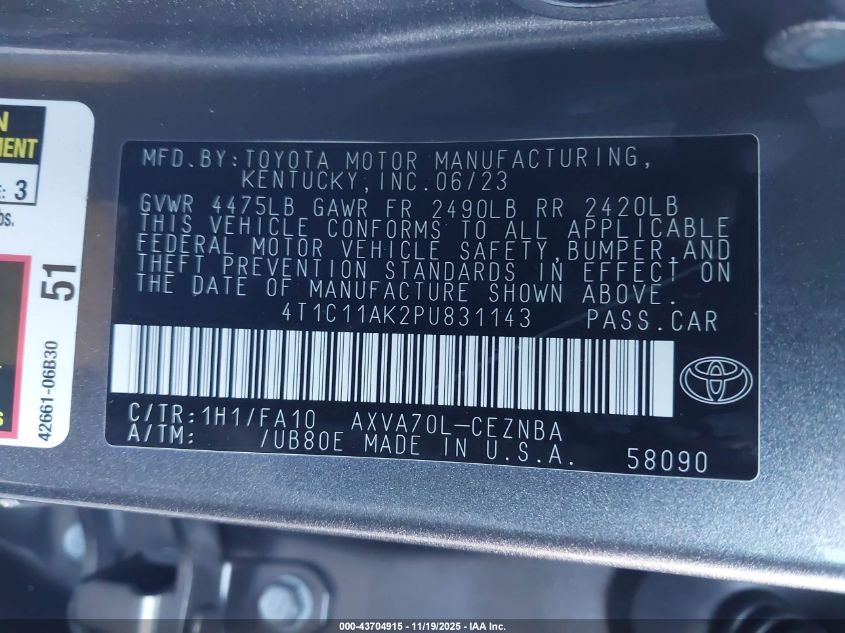 N
MENT
: 3
bs.
51
42661-06B30
s
MFD.BY:TOYOTA MOTOR MANUFACTURING,
KENTUCKY,INC.06/23
GVWR 4475LB GAWR FR 2490LB RR 2420LB
THIS VEHICLE CONFORMS TO ALL APPLICABLE
FEDERAL MOTOR VEHICLE SAFETY,BUMPER,AND
THEFT PREVENTION STANDARDS IN EFFECT ON
THE DATE OF MANUFACTURE SHOWN ABOVE.
4T1C11AK2PU831143 PASS.CAR
C/TR:1H1/FA10 AXVA70L-CEZNBA
A/TM: /UB80E MADE IN U.S.A. 58090
000-43704915 - 11/19/2025 - IAA Inc.